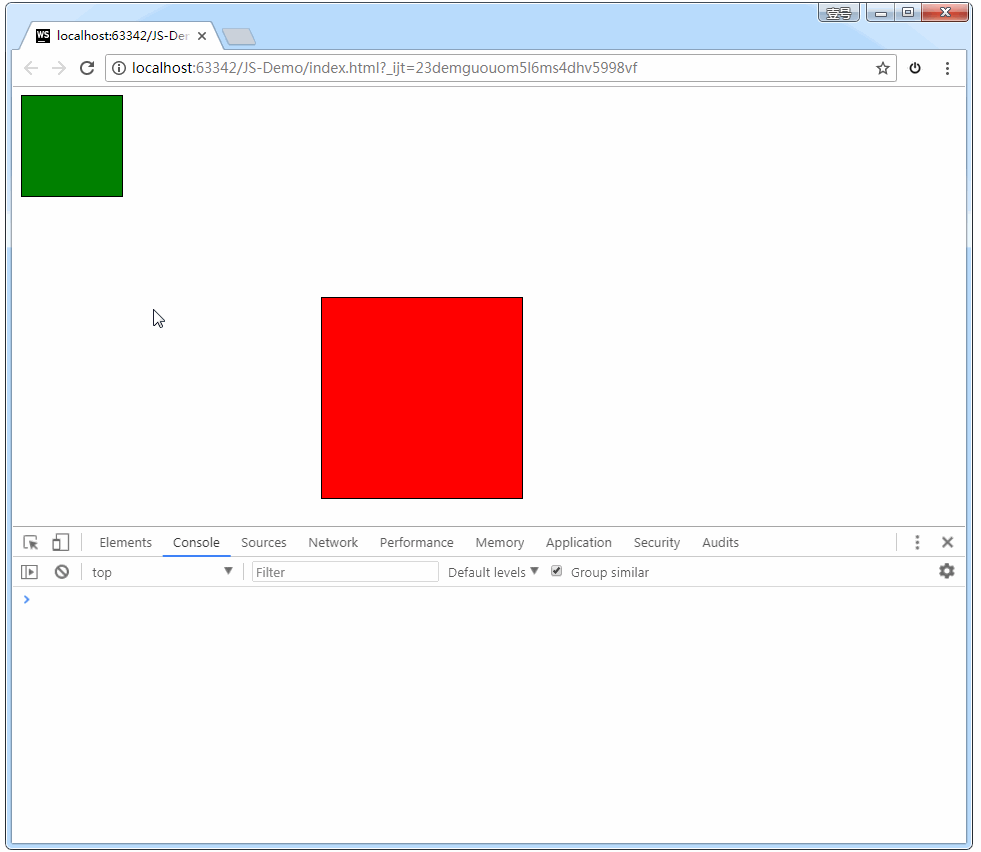 壹号
WS localhost:63342/JS-Der
localhost:63342/JS-Demo/index.html?_ijt=23demguouom5l6ms4dhv5998vf
Elements Console Sources Network Performance Memory Application Security Audits
top Filter Default levels Group similar